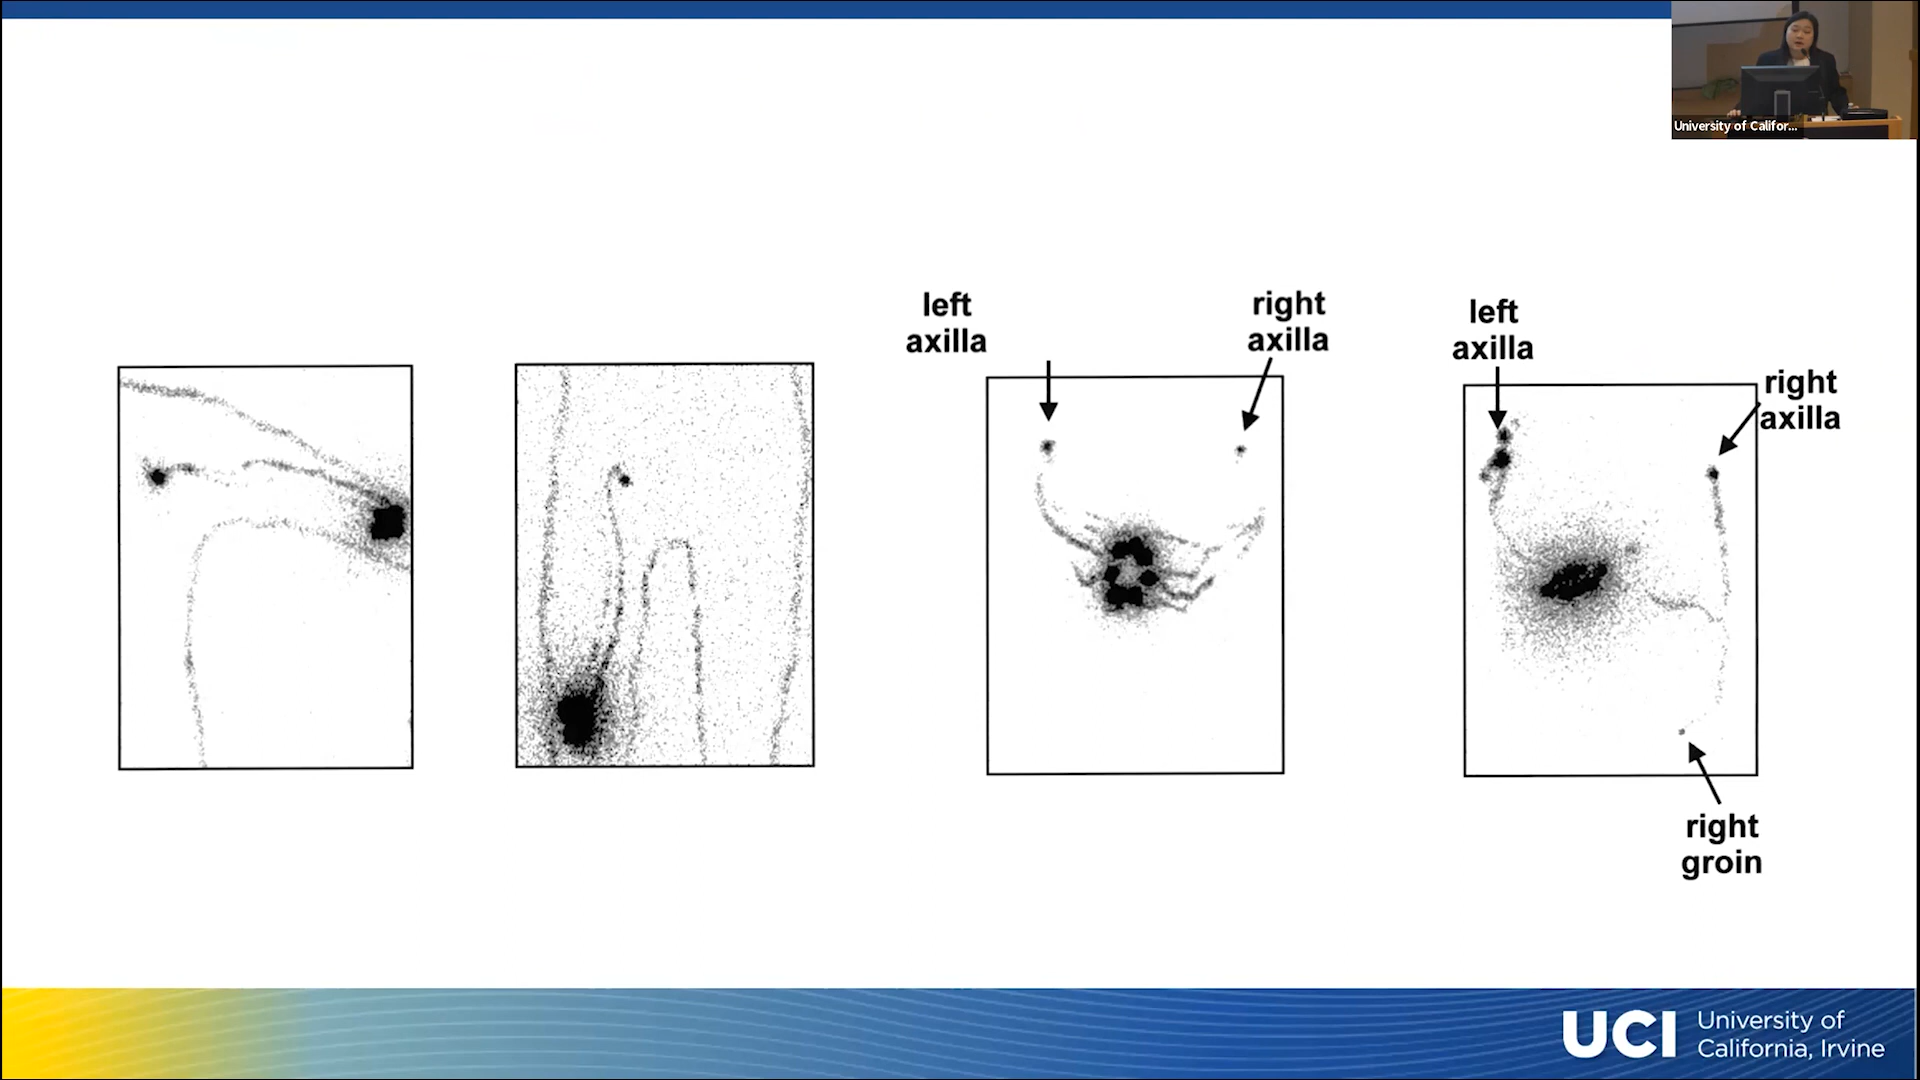 University of Califor...
left
axilla
right
axilla
left
axilla
right
axilla
right
groin
UCI
University of
California, Irvine